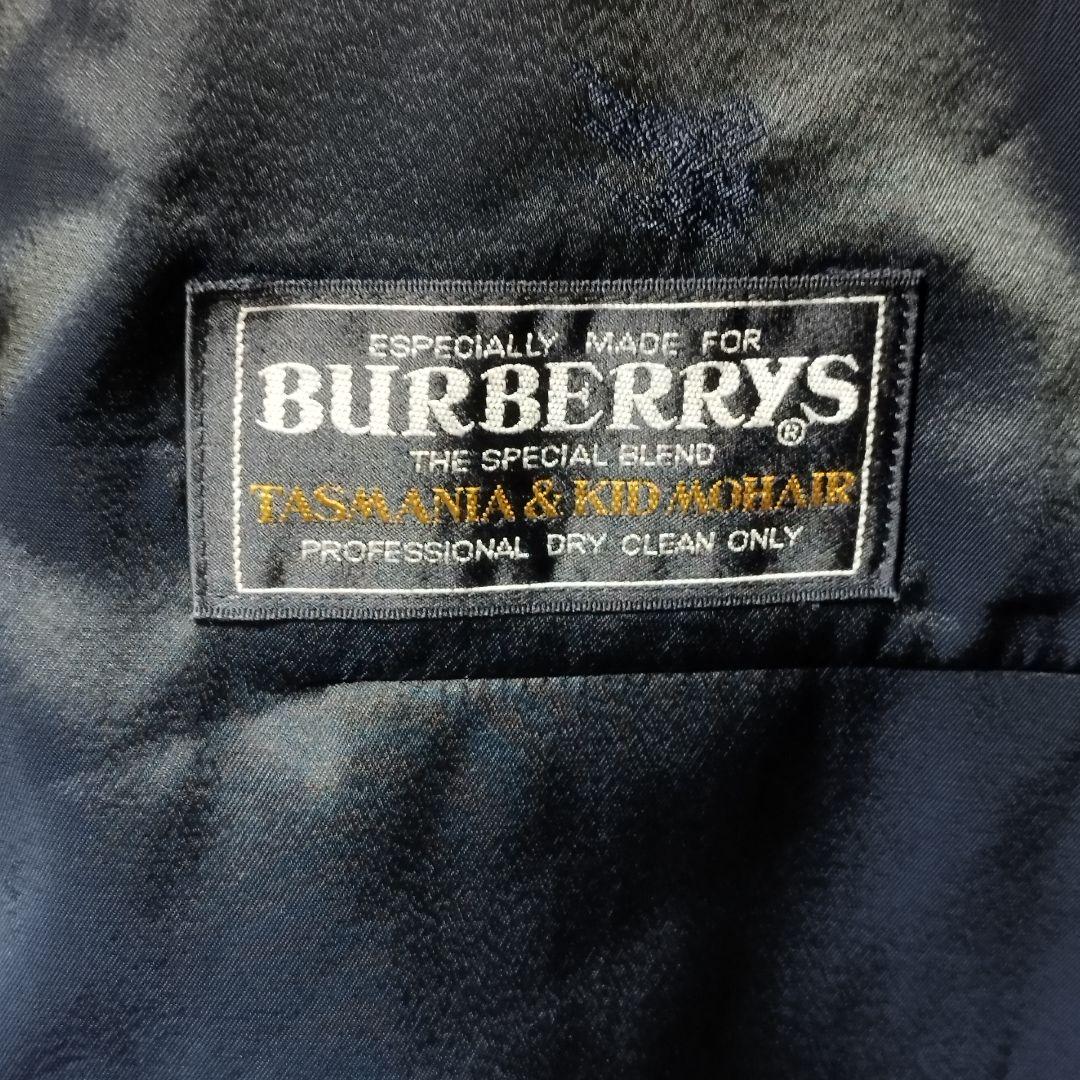 ESPECIALLY MADE FOR
BURBERRYS®
THE SPECIAL BLEND
TASMANIA & KID MOHAIR
PROFESSIONAL DRY CLEAN ONLY